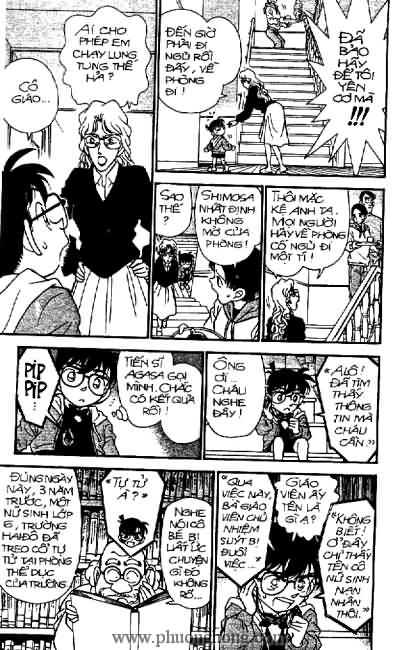 AI CHO
PHÉP EM
CHẠY LUNG
TUNG THẾ
HẢ?
CÔ
GIÁO...
ĐẾN GIỜ
PHẢI ĐI
NGỦ RỒI
ĐẤY, VỀ
PHÒNG
ĐI !
ĐÃ
BẢO
HÃY
ĐỂ TÔI
YÊN
CƠ MÀ
!!!
SAO
THẾ
?
SHIMOSA
NHẤT ĐỊNH
KHÔNG
MỞ CỬA
PHÒNG !
THÔI MẶC
KỆ ANH TA.
MỌI NGƯỜI
HÃY VỀ PHÒNG
CỐ NGỦ ĐI
MỘT TÍ !
PÍP
PÍP
...
TIẾN SĨ
AGASA GỌI
MÌNH. CHẮC
CÓ KẾT QUẢ
RỒI !
ÔNG
ĐI...
CHÁU
NGHE
ĐÂY !
"ALÔ !
ĐÃ TÌM
THẤY
THÔNG
TIN MÀ
CHÁU
CẦN."
ĐÚNG NGÀY
NÀY, 3 NĂM
TRƯỚC, MỘT
NỮ SINH LỚP
6, TRƯỜNG
HAIĐÔ ĐÃ
TREO CỔ TỰ
TỬ TẠI PHÒNG
THỂ DỤC
CỦA TRƯỜNG
"TỰ TỬ
À ?"
NGHE
NÓI CÔ
BÉ BỊ
ẤT ỨC
CHUYỆN
GÌ ĐÓ
KHÔNG
RÕ...
"QUA
VIỆC NÀY,
BÀ GIÁO
VIÊN CHỦ
NHIỆM
SUÝT BỊ
ĐUỔI
VIỆC...
GIÁO
VIÊN ẤY
TÊN LÀ
GÌ Ạ
?
"KHÔNG
BIẾT !
Ở ĐÂY
CHỈ THẤY
TÊN CÔ
NỮ SINH
NẠN
NHÂN
THÔI."
www.phuonghong.com